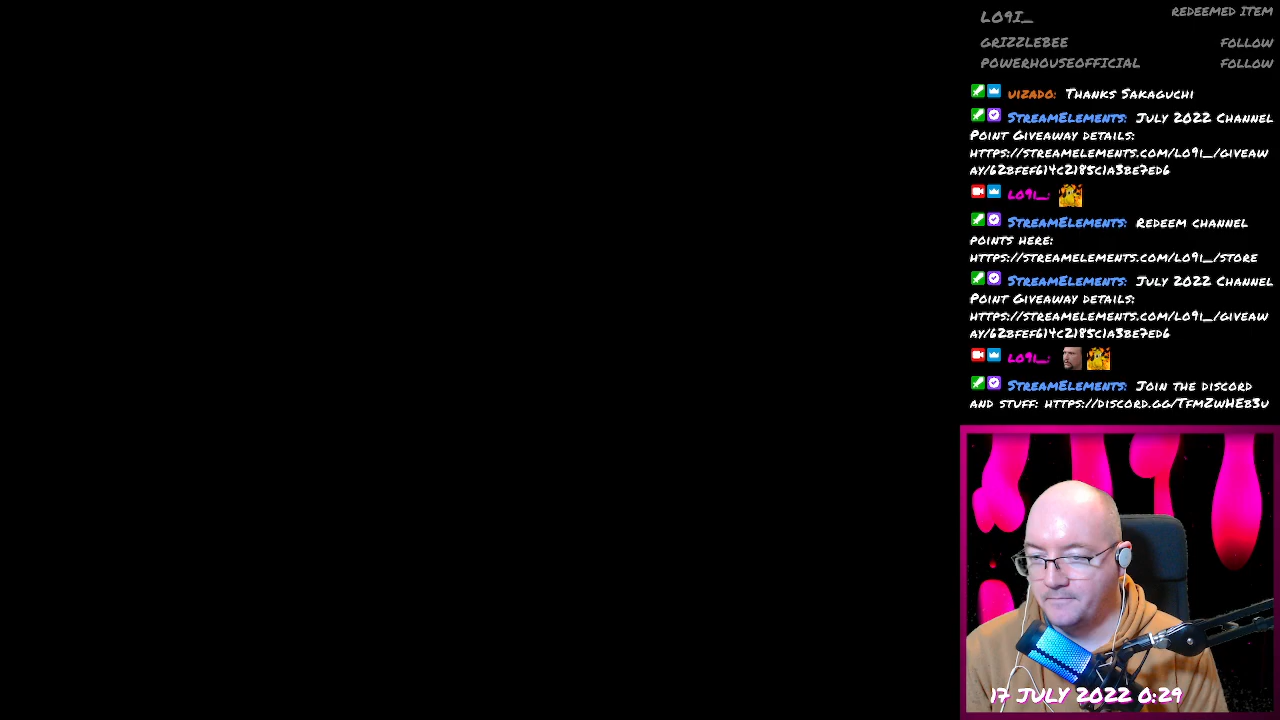 LO9I_ REDEEMED ITEM
GRIZZLEBEE FOLLOW
POWERHOUSEOFFICIAL FOLLOW
UIZADO: THANKS SAKAGUCHI
STREAMELEMENTS: JULY 2022 CHANNEL
POINT GIVEAWAY DETAILS:
HTTPS://STREAMELEMENTS.COM/LO9I_/GIVEAW
AY/62BFEF614C2185C1A3BE7ED6
LO9I_:
STREAMELEMENTS: REDEEM CHANNEL
POINTS HERE:
HTTPS://STREAMELEMENTS.COM/LO9I_/STORE
STREAMELEMENTS: JULY 2022 CHANNEL
POINT GIVEAWAY DETAILS:
HTTPS://STREAMELEMENTS.COM/LO9I_/GIVEAW
AY/62BFEF614C2185C1A3BE7ED6
LO9I_:
STREAMELEMENTS: JOIN THE DISCORD
AND STUFF: HTTPS://DISCORD.GG/TFMZWHEB3U
17 JULY 2022 0:29